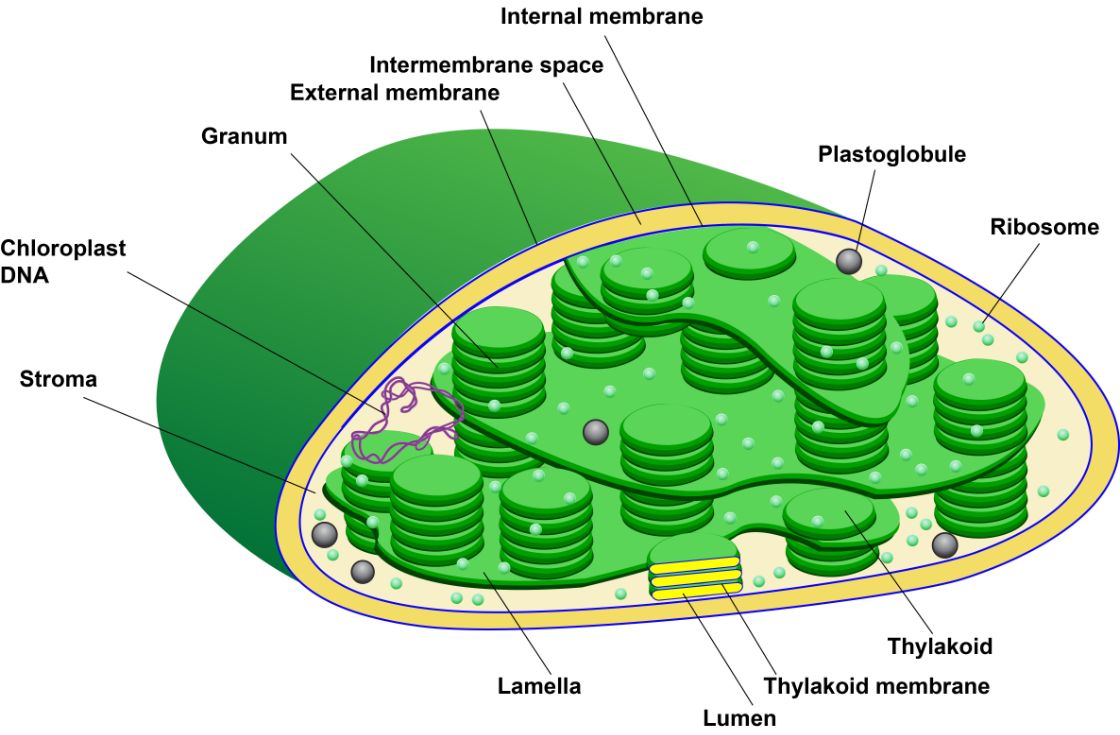 Internal membrane
Intermembrane space
External membrane
Granum
Plastoglobule
Ribosome
Chloroplast
DNA
Stroma
Thylakoid
Lamella
Thylakoid membrane
Lumen